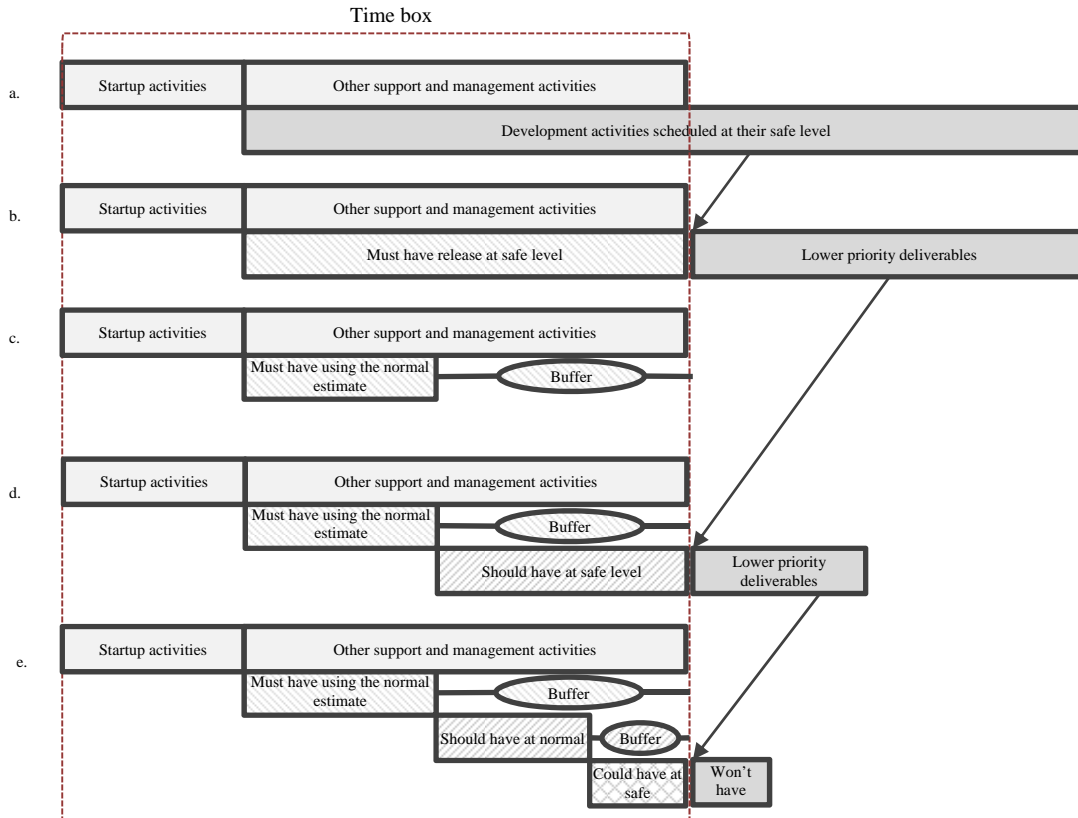 Time box
a.
Startup activities
Other support and management activities
Development activities scheduled at their safe level
b.
Startup activities
Other support and management activities
Must have release at safe level
Lower priority deliverables
c.
Startup activities
Other support and management activities
Must have using the normal
estimate
Buffer
d.
Startup activities
Other support and management activities
Must have using the normal
estimate
Buffer
Should have at safe level
Lower priority
deliverables
e.
Startup activities
Other support and management activities
Must have using the normal
estimate
Buffer
Should have at normal
Buffer
Could have at
safe
Won’t
have